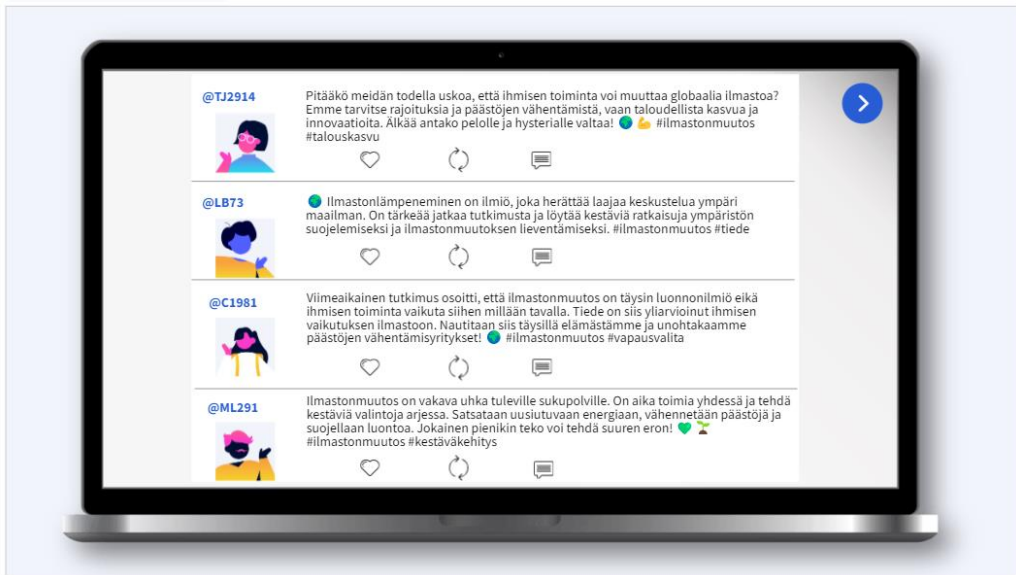 @TJ2914
Pitääkö meidän todella uskoa, että ihmisen toiminta voi muuttaa globaalia ilmastoa?
Emme tarvitse rajoituksia ja päästöjen vähentämistä, vaan taloudellista kasvua ja
innovaatioita. Älkää antako pelolle ja hysterialle valtaa! 🌍 💪 #ilmastonmuutos
#talouskasvu
@LB73
🌍 Ilmastonlämpeneminen on ilmiö, joka herättää laajaa keskustelua ympäri
maailman. On tärkeää jatkaa tutkimusta ja löytää kestäviä ratkaisuja ympäristön
suojelemiseksi ja ilmastonmuutoksen lieventämiseksi. #ilmastonmuutos #tiede
@C1981
Viimeaikainen tutkimus osoitti, että ilmastonmuutos on täysin luonnonilmiö eikä
ihmisen toiminta vaikuta siihen millään tavalla. Tiede on siis yliarvioinut ihmisen
vaikutuksen ilmastoon. Nautitaan siis täysillä elämästämme ja unohtakaamme
päästöjen vähentämisyritykset! 🌍 #ilmastonmuutos #vapausvalita
@ML291
Ilmastonmuutos on vakava uhka tuleville sukupolville. On aika toimia yhdessä ja tehdä
kestäviä valintoja arjessa. Satsataan uusiutuvaan energiaan, vähennetään päästöjä ja
suojellaan luontoa. Jokainen pienikin teko voi tehdä suuren eron! 💚 🌱
#ilmastonmuutos #kestäväkehitys